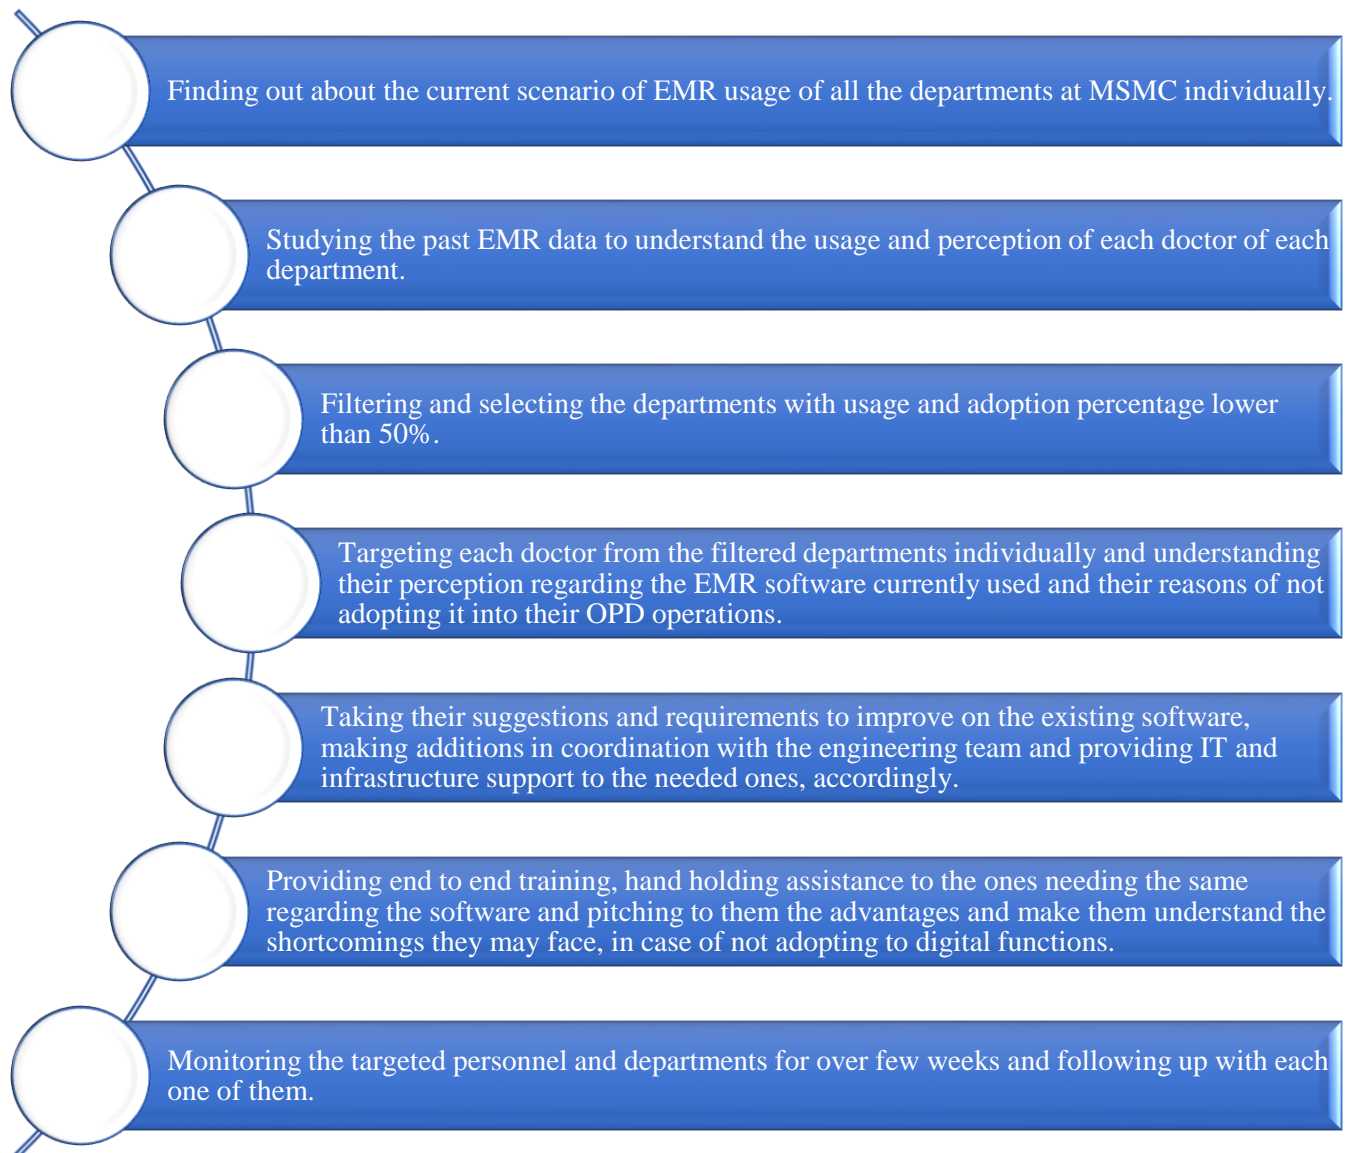 Finding out about the current scenario of EMR usage of all the departments at MSMC individually.
Studying the past EMR data to understand the usage and perception of each doctor of each
department.
Filtering and selecting the departments with usage and adoption percentage lower
than 50%.
Targeting each doctor from the filtered departments individually and understanding
their perception regarding the EMR software currently used and their reasons of not
adopting it into their OPD operations.
Taking their suggestions and requirements to improve on the existing software,
making additions in coordination with the engineering team and providing IT and
infrastructure support to the needed ones, accordingly.
Providing end to end training, hand holding assistance to the ones needing the same
regarding the software and pitching to them the advantages and make them understand the
shortcomings they may face, in case of not adopting to digital functions.
Monitoring the targeted personnel and departments for over few weeks and following up with each
one of them.